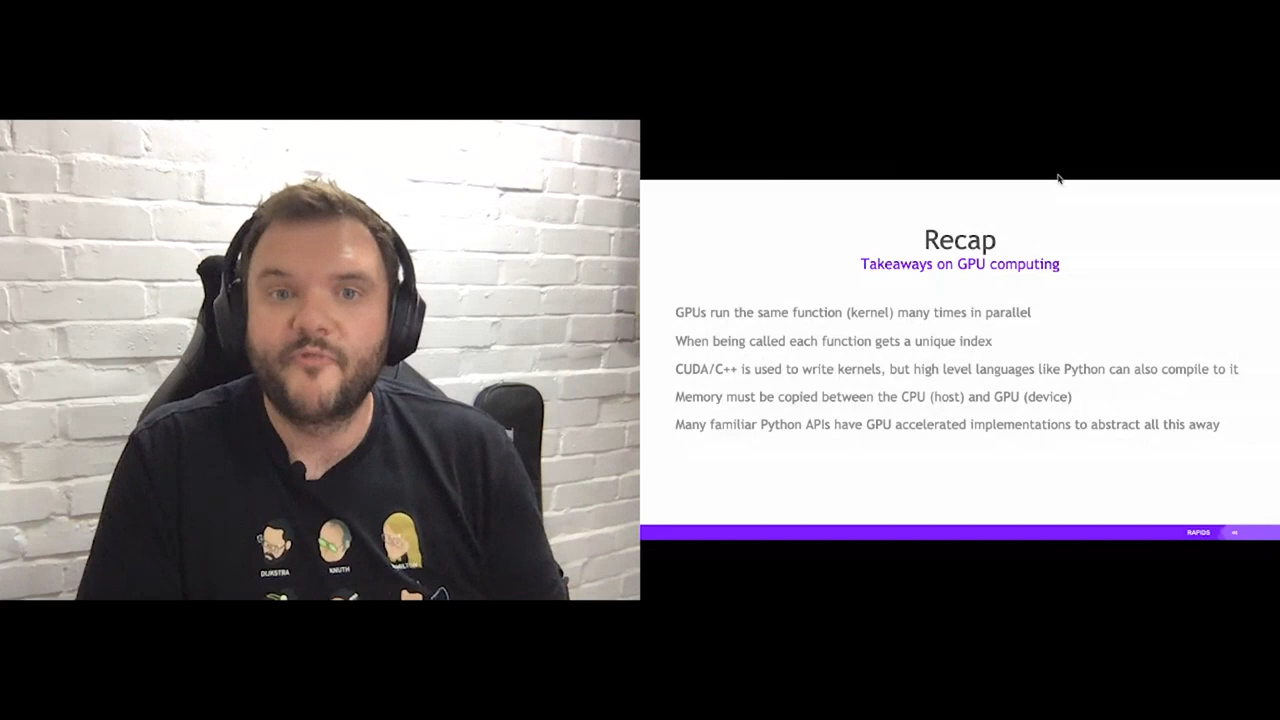 Recap
Takeaways on GPU computing
GPUs run the same function (kernel) many times in parallel
When being called each function gets a unique index
CUDA/C++ is used to write kernels, but high level languages like Python can also compile to it
Memory must be copied between the CPU (host) and GPU (device)
Many familiar Python APIs have GPU accelerated implementations to abstract all this away
RAPIDS
DIJKSTRA
KNUTH